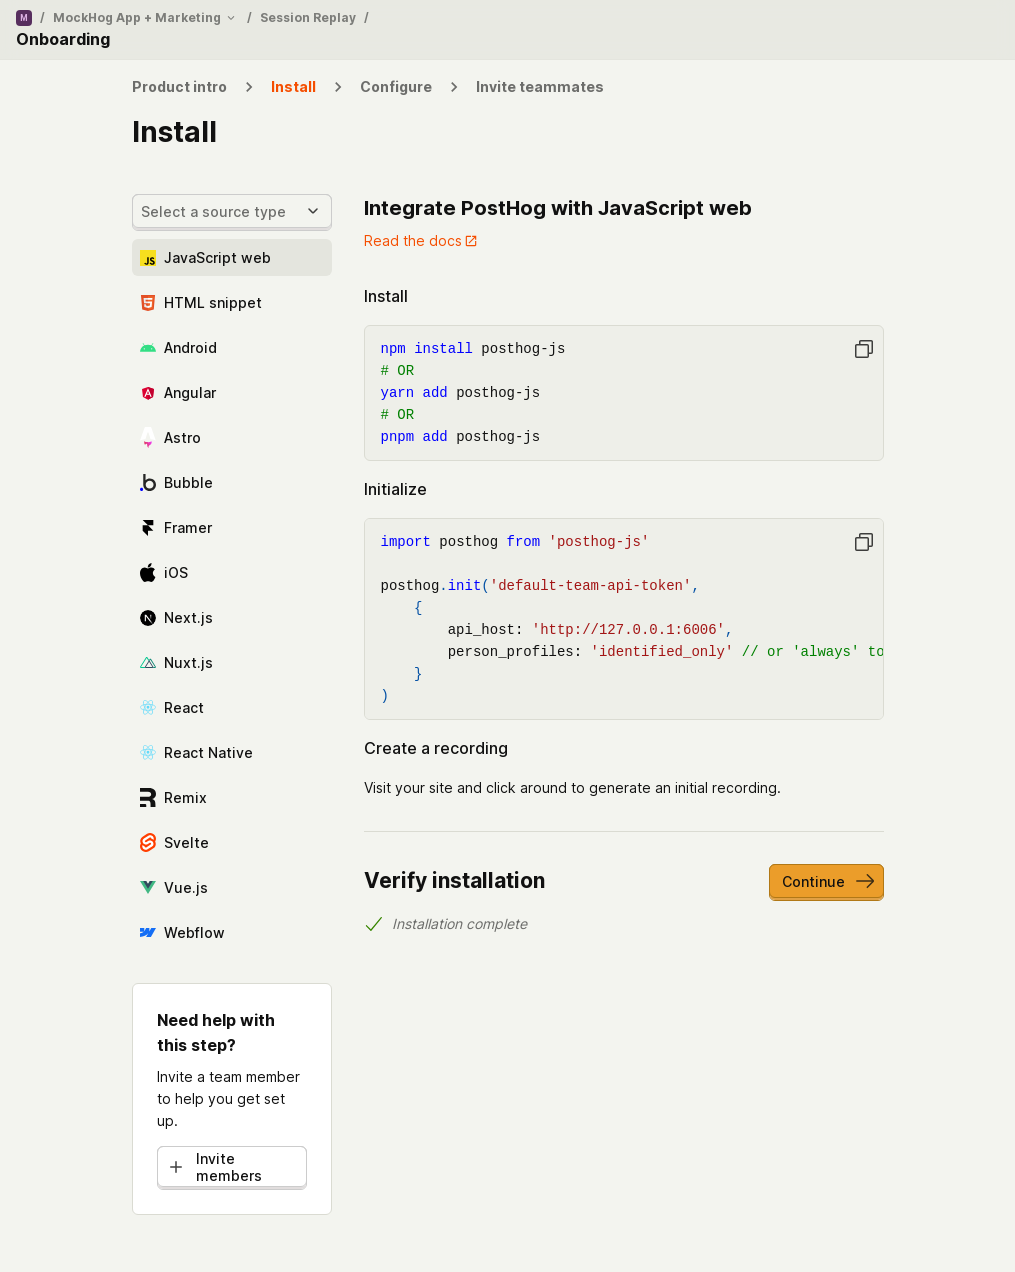 M / MockHog App + Marketing / Session Replay /
Onboarding
Product intro > Install > Configure > Invite teammates
Install
Select a source type
JavaScript web
HTML snippet
Android
Angular
Astro
Bubble
Framer
iOS
Next.js
Nuxt.js
React
React Native
Remix
Svelte
Vue.js
Webflow
Need help with
this step?
Invite a team member
to help you get set
up.
Invite
members
Integrate PostHog with JavaScript web
Read the docs
Install
npm install posthog-js
# OR
yarn add posthog-js
# OR
pnpm add posthog-js
Initialize
import posthog from 'posthog-js'
posthog.init('default-team-api-token',
    {
        api_host: 'http://127.0.0.1:6006',
        person_profiles: 'identified_only' // or 'always' to
    }
)
Create a recording
Visit your site and click around to generate an initial recording.
Verify installation
Continue
Installation complete